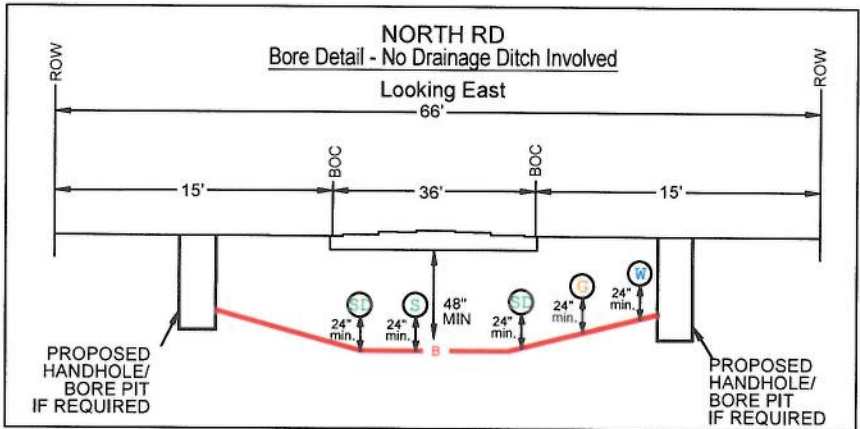 NORTH RD
Bore Detail - No Drainage Ditch Involved
Looking East
ROW
ROW
66'
BOC
BOC
15'
36'
15'
SD
S
SD
G
W
48"
MIN
24"
min.
24"
min.
24"
min.
24"
min.
24"
min.
B
PROPOSED
HANDHOLE/
BORE PIT
IF REQUIRED
PROPOSED
HANDHOLE/
BORE PIT
IF REQUIRED